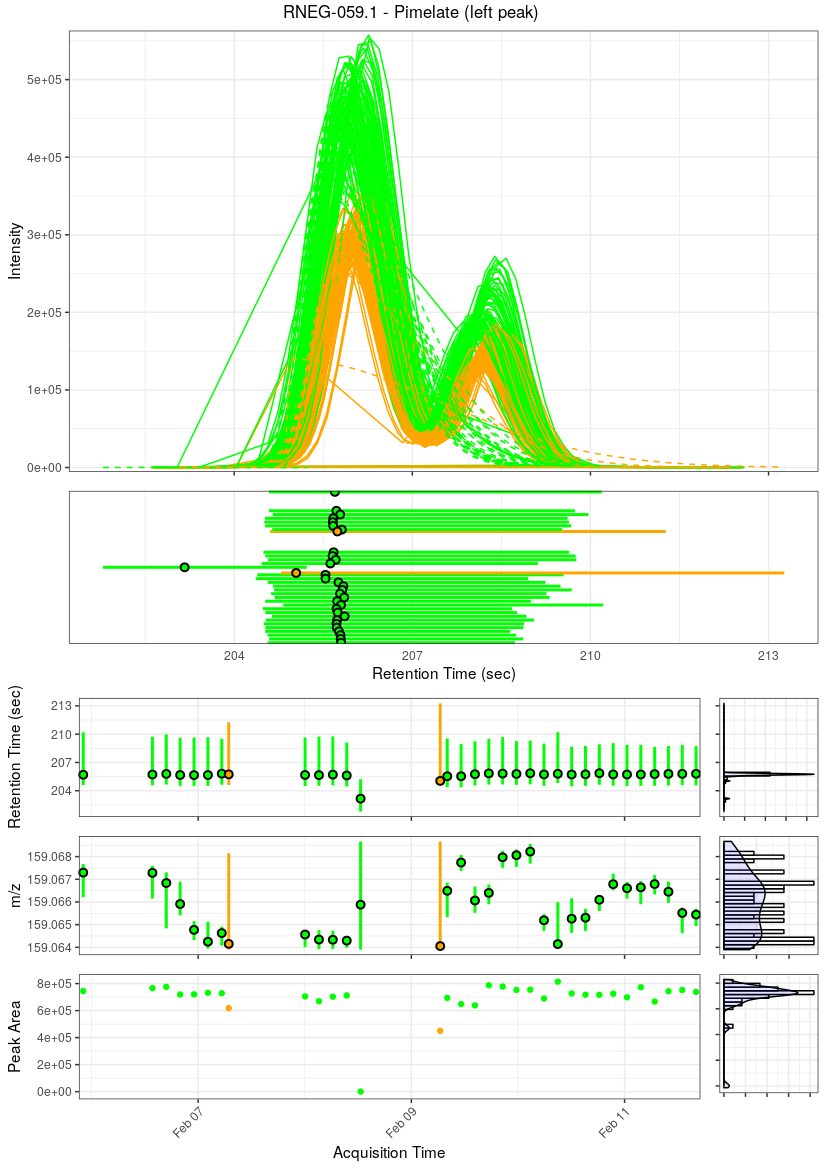 RNEG-059.1 - Pimelate (left peak)
Intensity
5e+05
4e+05
3e+05
2e+05
1e+05
0e+00
204
207
210
213
Retention Time (sec)
Retention Time (sec)
213
210
207
204
m/z
159.068
159.067
159.066
159.065
159.064
Peak Area
8e+05
6e+05
4e+05
2e+05
0e+00
Feb 07
Feb 09
Feb 11
Acquisition Time